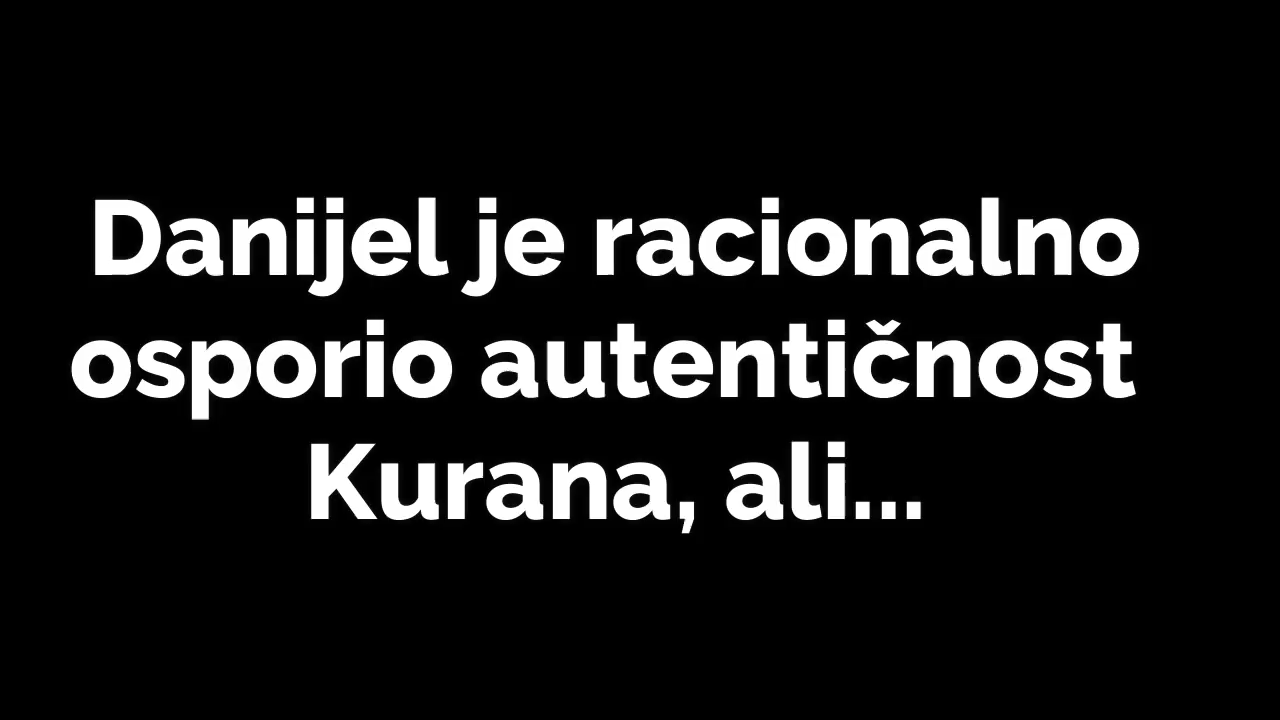 Danijel je racionalno
osporio autentičnost
Kurana, ali...